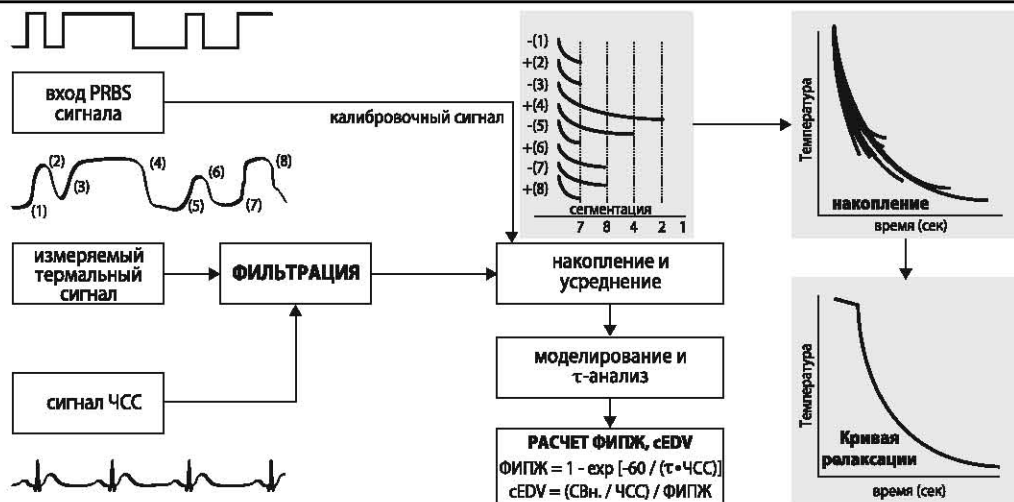 вход PRBS
сигнала
калибровочный сигнал
(1)
(2)
(3)
(4)
(5)
(6)
(7)
(8)
измеряемый
термальный
сигнал
ФИЛЬТРАЦИЯ
сигнал ЧСС
-(1)
+(2)
-(3)
+(4)
-(5)
+(6)
-(7)
+(8)
сегментация
7 8 4 2 1
накопление и
усреднение
моделирование и
τ-анализ
РАСЧЕТ ФИПЖ, cEDV
ФИПЖ = 1 - exp [-60 / (τ•ЧСС)]
cEDV = (СВн. / ЧСС) / ФИПЖ
Температура
накопление
время (сек)
Температура
Кривая
релаксации
время (сек)